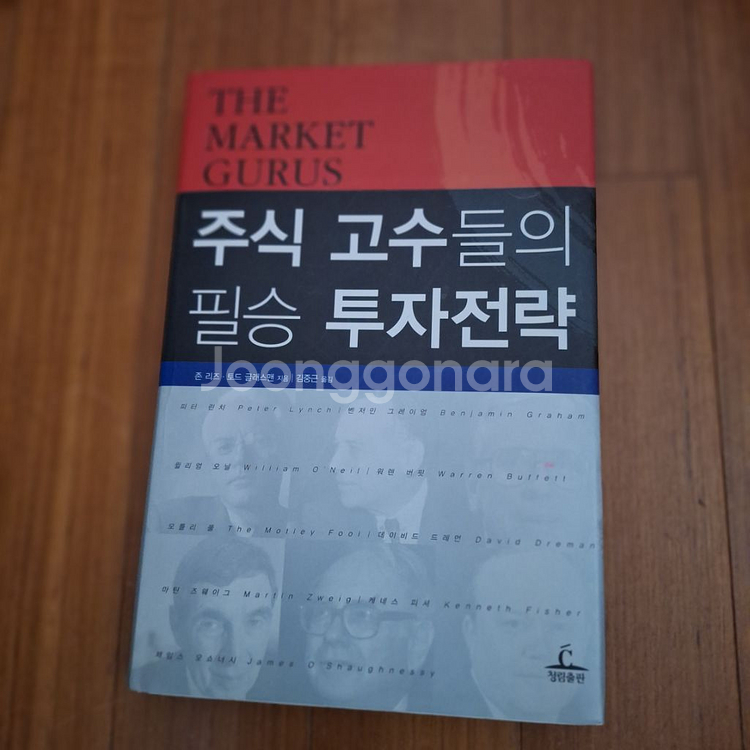 THE
MARKET
GURUS
주식 고수들의
필승 투자전략
존 리즈·토드 글래스맨 지음 | 김중근 옮김
Joonggonara
피터 린치 Peter Lynch | 벤저민 그레이엄 Benjamin Graham
윌리엄 오닐 William O'Neil | 워렌 버핏 Warren Buffett
모틀리 풀 The Motley Fool | 데이비드 드레먼 David Dreman
마틴 츠웨이그 Martin Zweig | 케네스 피셔 Kenneth Fisher
제임스 오쇼너시 James O'Shaughnessy
청림출판